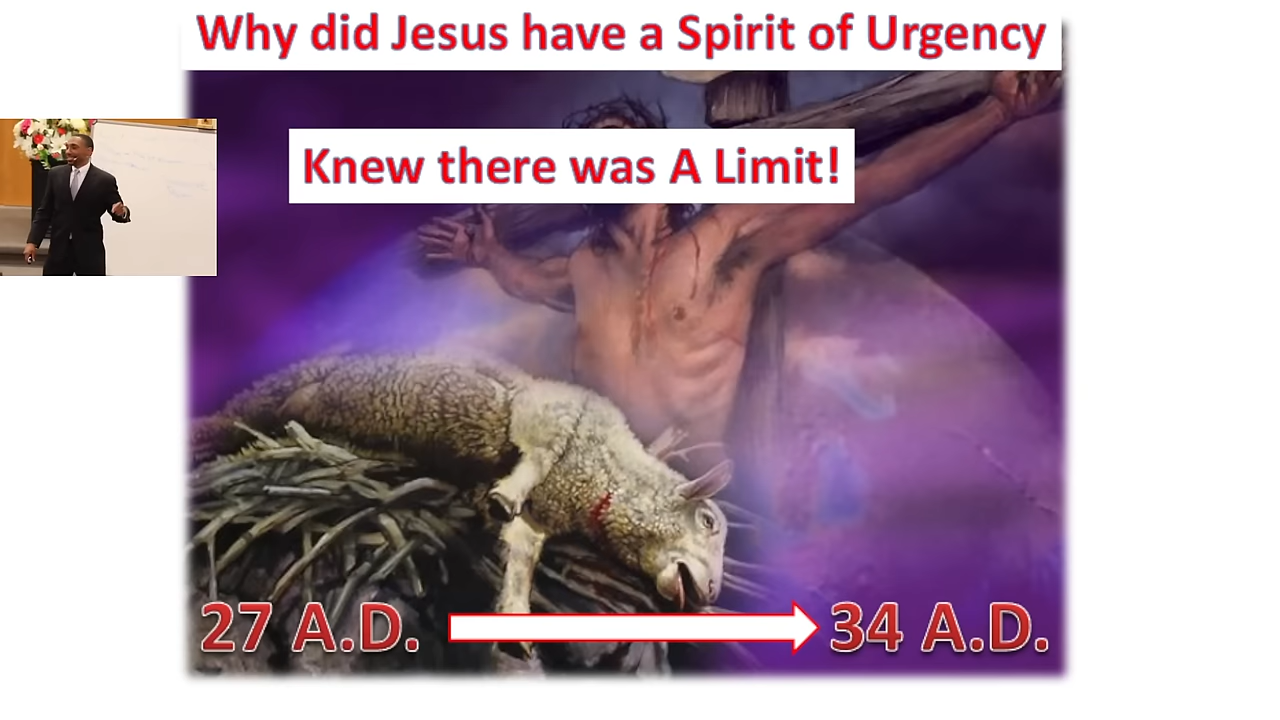 Why did Jesus have a Spirit of Urgency
Knew there was A Limit!
27 A.D.
34 A.D.